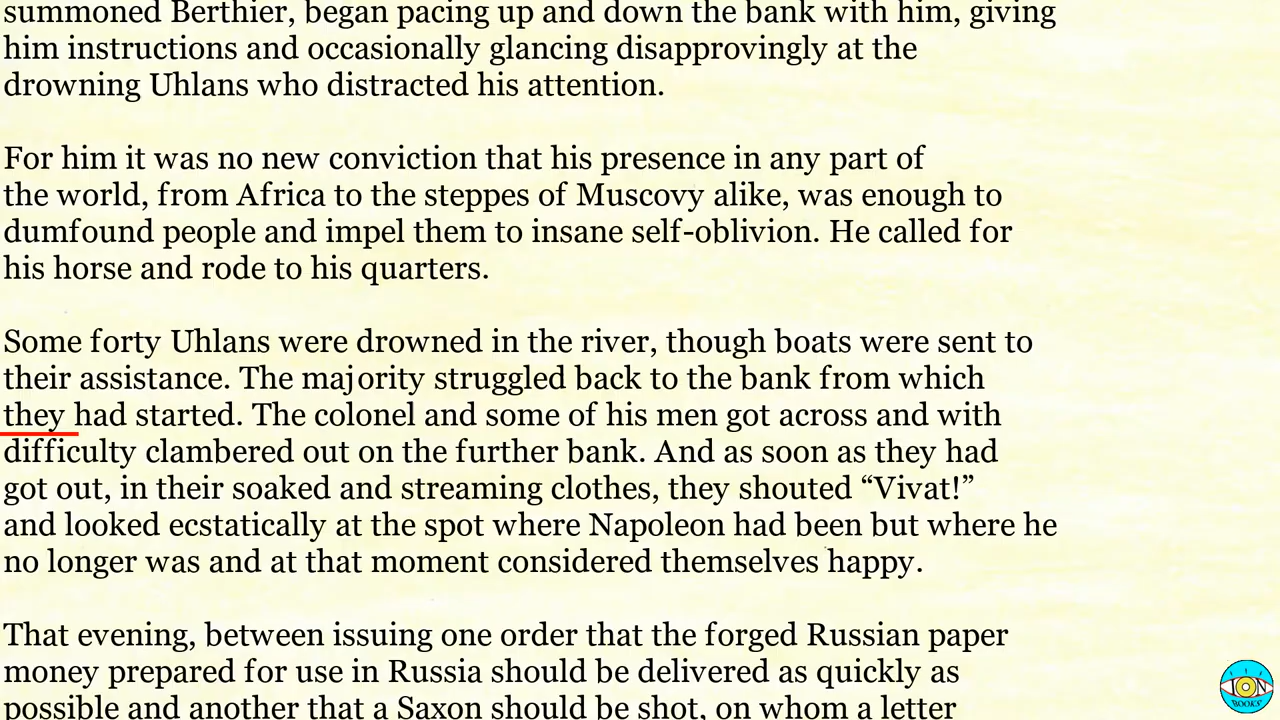 summoned Berthier, began pacing up and down the bank with him, giving
him instructions and occasionally glancing disapprovingly at the
drowning Uhlans who distracted his attention.
For him it was no new conviction that his presence in any part of
the world, from Africa to the steppes of Muscovy alike, was enough to
dumfound people and impel them to insane self-oblivion. He called for
his horse and rode to his quarters.
Some forty Uhlans were drowned in the river, though boats were sent to
their assistance. The majority struggled back to the bank from which
they had started. The colonel and some of his men got across and with
difficulty clambered out on the further bank. And as soon as they had
got out, in their soaked and streaming clothes, they shouted “Vivat!”
and looked ecstatically at the spot where Napoleon had been but where he
no longer was and at that moment considered themselves happy.
That evening, between issuing one order that the forged Russian paper
money prepared for use in Russia should be delivered as quickly as
possible and another that a Saxon should be shot, on whom a letter
ION
BOOKS